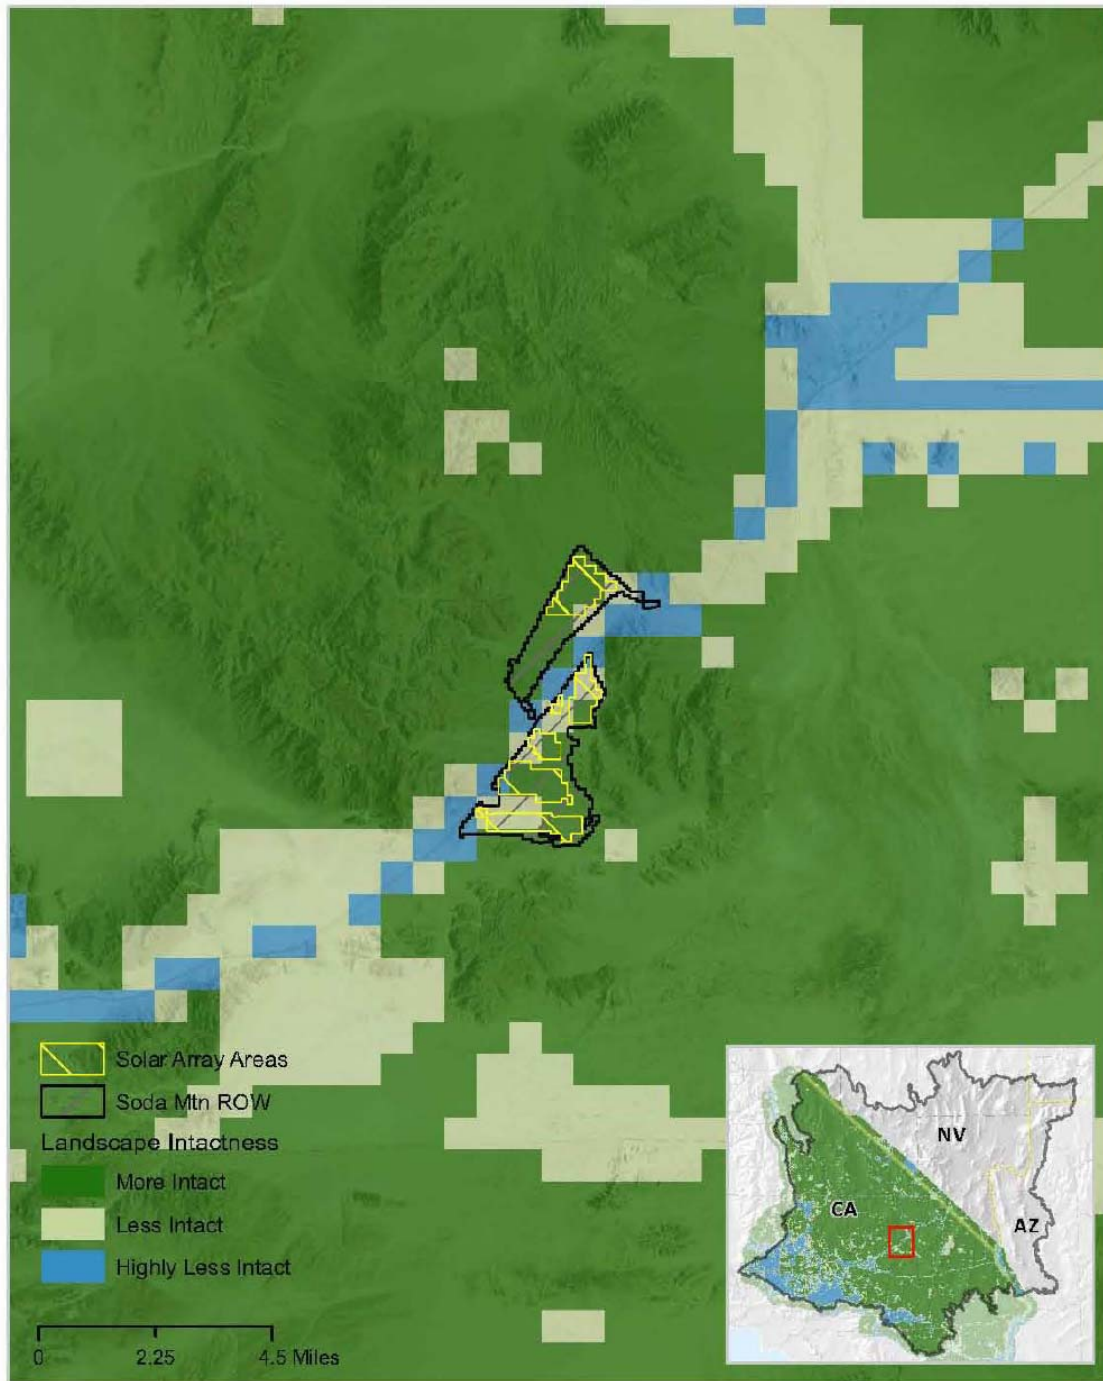 Solar Array Areas
Soda Mtn ROW
Landscape Intactness
More Intact
Less Intact
Highly Less Intact
0 2.25 4.5 Miles
NV
CA
AZ